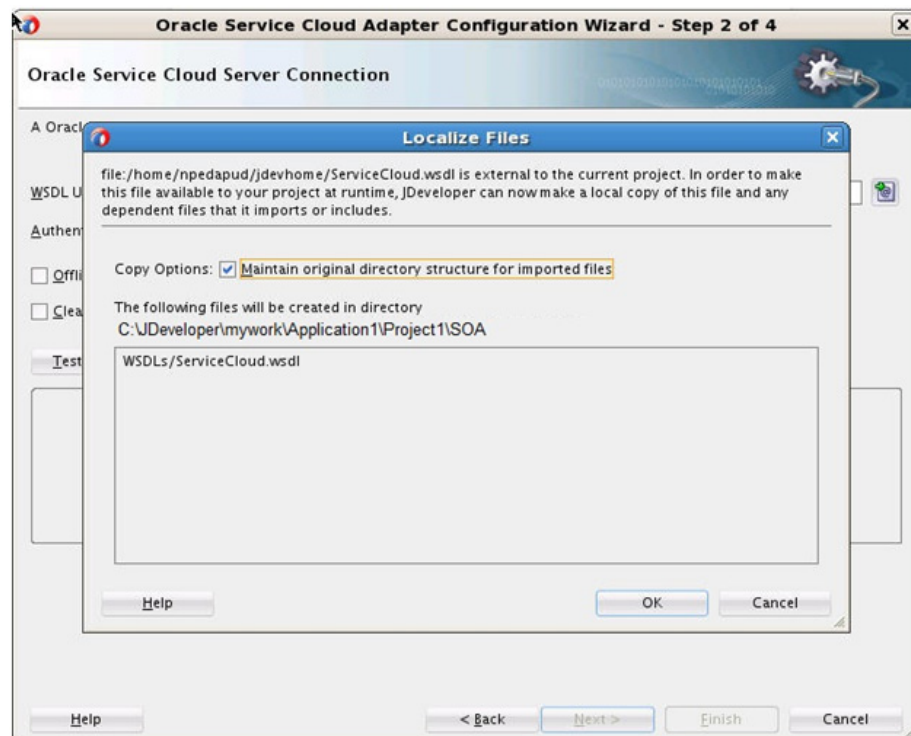 Oracle Service Cloud Adapter Configuration Wizard - Step 2 of 4
Oracle Service Cloud Server Connection
A Oracl
Localize Files
file:/home/npedapud/jdevhome/ServiceCloud.wsdl is external to the current project. In order to make
this file available to your project at runtime, JDeveloper can now make a local copy of this file and any
dependent files that it imports or includes.
WSDL U
Authen
Copy Options: Maintain original directory structure for imported files
Offli
The following files will be created in directory
Clea
C:\JDeveloper\mywork\Application1\Project1\SOA
Test
WSDLs/ServiceCloud.wsdl
Help OK Cancel
Help < Back Next > Finish Cancel